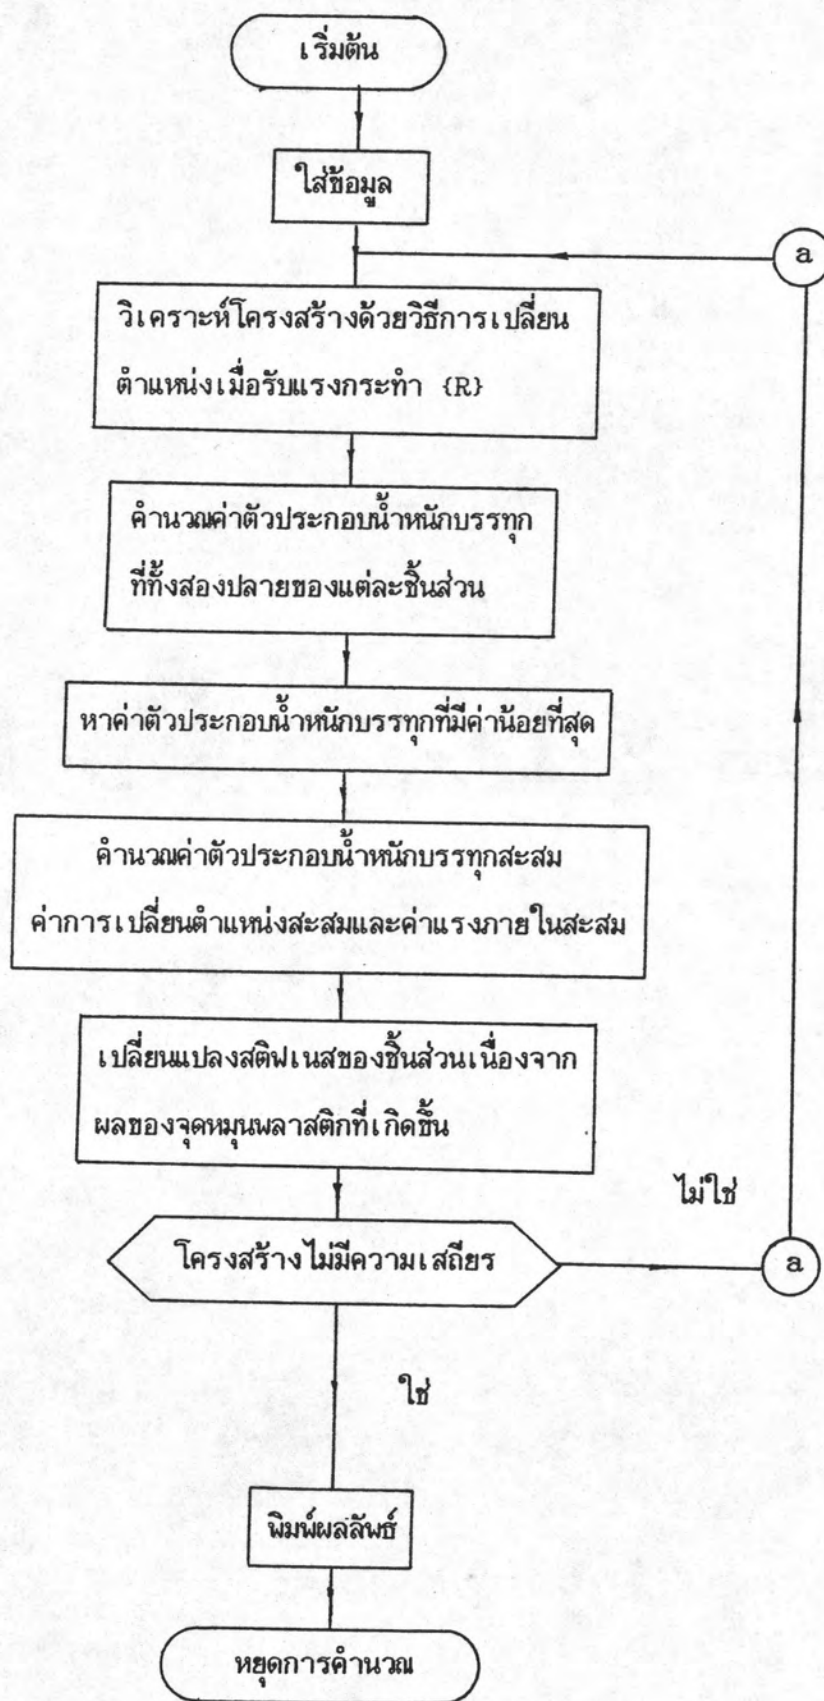 เริ่มต้น
ใส่ข้อมูล
a
วิเคราะห์โครงสร้างด้วยวิธีการเปลี่ยน
ตำแหน่งเมื่อรับแรงกระทำ {R}
คำนวณค่าตัวประกอบน้ำหนักบรรทุก
ที่ทั้งสองปลายของแต่ละชิ้นส่วน
หาค่าตัวประกอบน้ำหนักบรรทุกที่มีค่าน้อยที่สุด
คำนวณค่าตัวประกอบน้ำหนักบรรทุกสะสม
ค่าการเปลี่ยนตำแหน่งสะสมและค่าแรงภายในสะสม
เปลี่ยนแปลงสติฟเนสของชิ้นส่วนเนื่องจาก
ผลของจุดหมุนพลาสติกที่เกิดขึ้น
ไม่ใช่
โครงสร้างไม่มีความเสถียร
a
ใช่
พิมพ์ผลลัพธ์
หยุดการคำนวณ